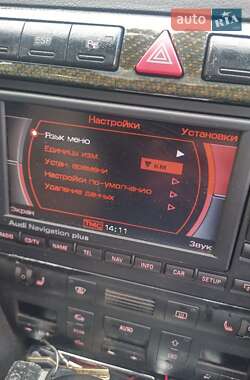 AUTO RIA
ESP
Настройки
Установки
Язык меню
Единицы изм.
км
Устан. времени
Настройки по-умолчанию
Удаление данных
Экран
TMC 14:11
Звук
Audi Navigation plus
RADIO CD/TV NAME TEL NAV INFO CAR SETUP
AUTO